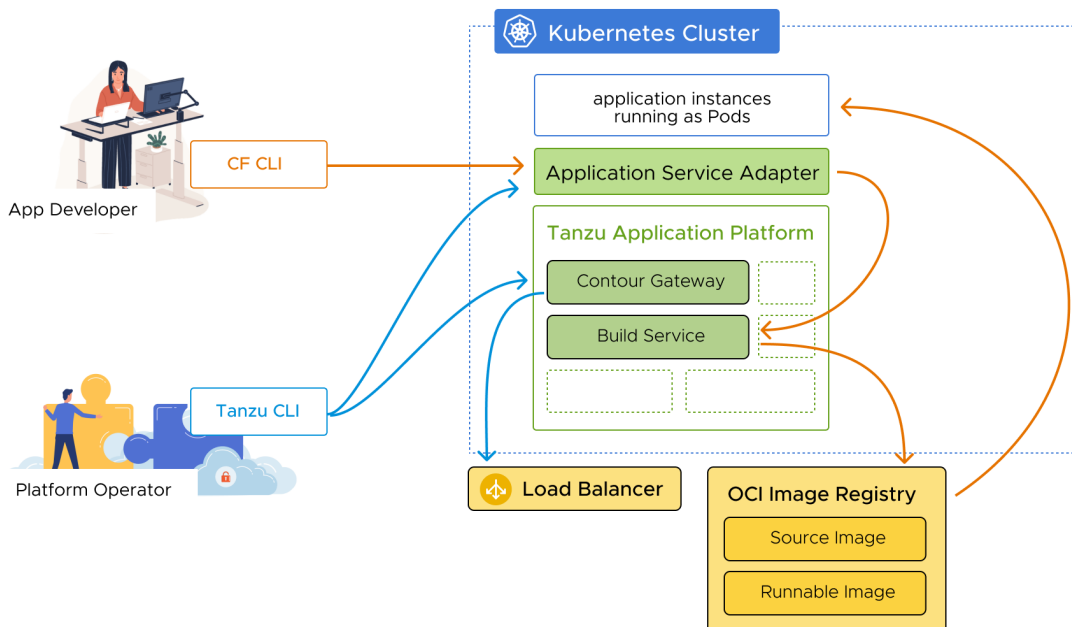 Kubernetes Cluster
application instances
running as Pods
CF CLI
Application Service Adapter
App Developer
Tanzu Application Platform
Contour Gateway
Build Service
Tanzu CLI
Platform Operator
Load Balancer
OCI Image Registry
Source Image
Runnable Image